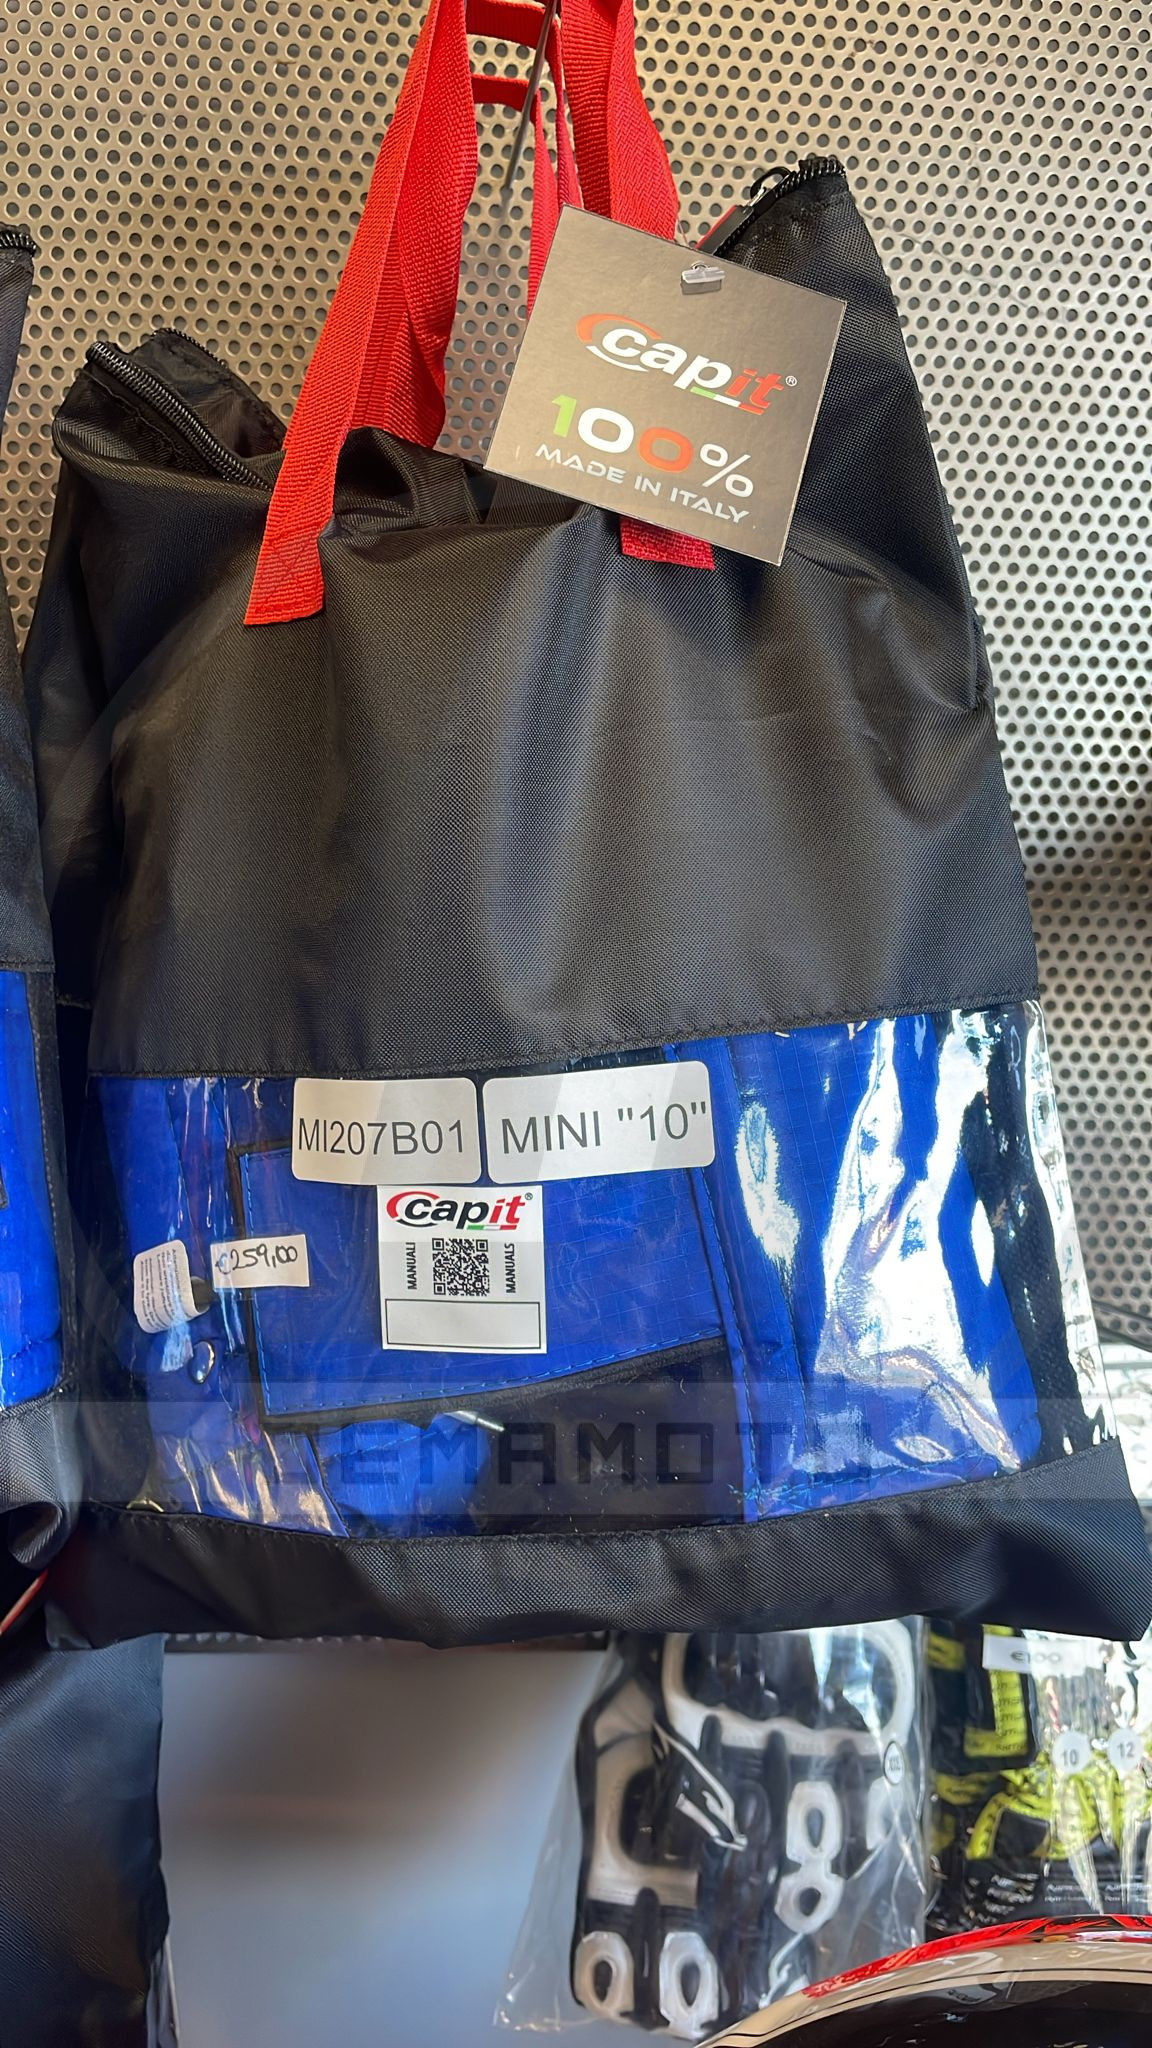 capit®
100%
MADE IN ITALY
MI207B01
MINI "10"
capit®
MANUALI
MANUALS
€259,00
€100
10
12